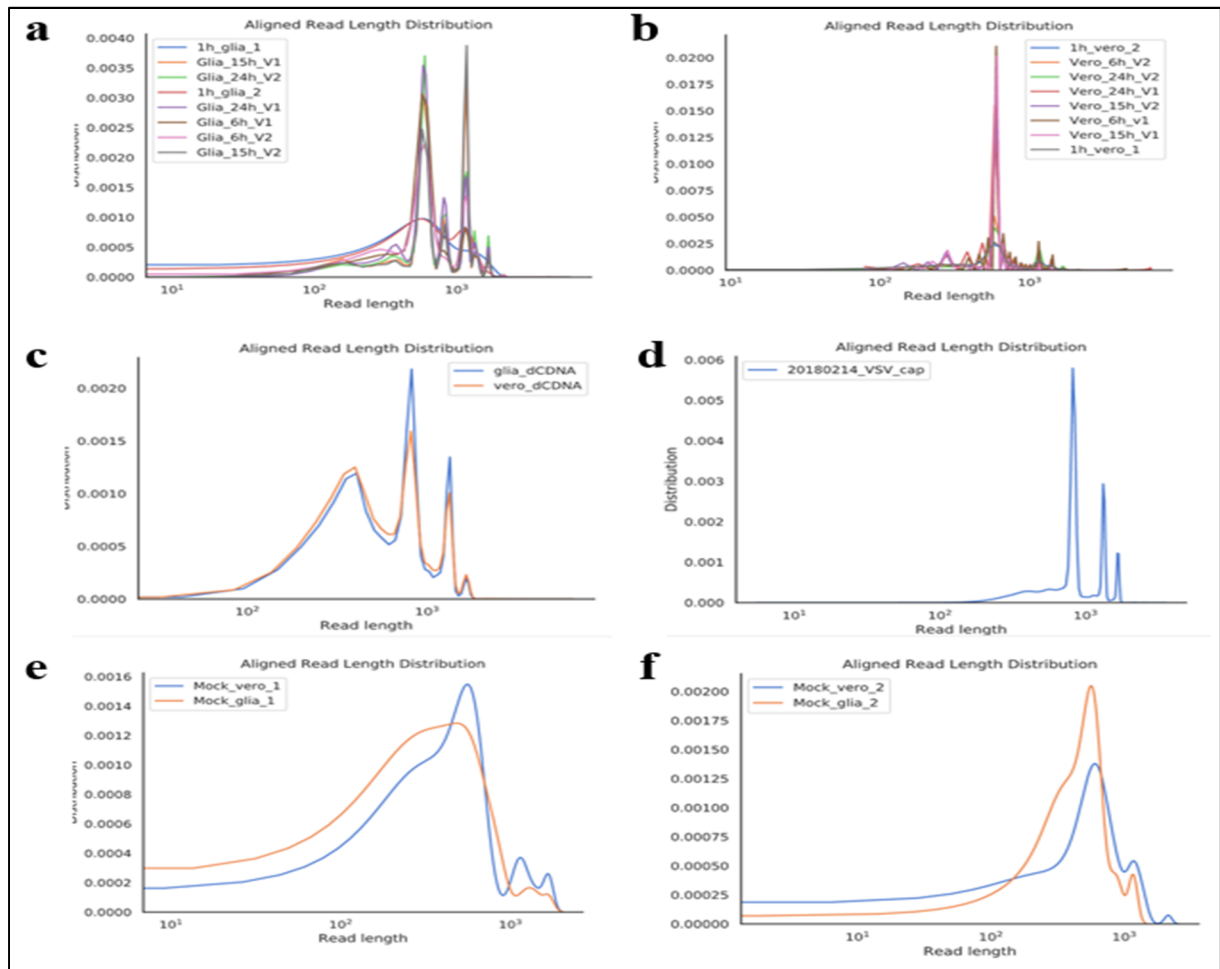 a
Aligned Read Length Distribution
0.0040
0.0035
0.0030
0.0025
0.0020
0.0015
0.0010
0.0005
0.0000
1h_glia_1
Glia_15h_V1
Glia_24h_V2
1h_glia_2
Glia_24h_V1
Glia_6h_V1
Glia_6h_V2
Glia_15h_V2
10¹ 10² 10³
Read length
b
Aligned Read Length Distribution
0.0200
0.0175
0.0150
0.0125
0.0100
0.0075
0.0050
0.0025
0.0000
1h_vero_2
Vero_6h_V2
Vero_24h_V2
Vero_24h_V1
Vero_15h_V2
Vero_6h_v1
Vero_15h_V1
1h_vero_1
10¹ 10² 10³
Read length
c
Aligned Read Length Distribution
0.0020
0.0015
0.0010
0.0005
0.0000
glia_dCDNA
vero_dCDNA
10² 10³
Read length
d
Aligned Read Length Distribution
0.006
0.005
0.004
0.003
0.002
0.001
0.000
Distribution
20180214_VSV_cap
10¹ 10² 10³
Read length
e
Aligned Read Length Distribution
0.0016
0.0014
0.0012
0.0010
0.0008
0.0006
0.0004
0.0002
0.0000
Mock_vero_1
Mock_glia_1
10¹ 10² 10³
Read length
f
Aligned Read Length Distribution
0.00200
0.00175
0.00150
0.00125
0.00100
0.00075
0.00050
0.00025
0.00000
Mock_vero_2
Mock_glia_2
10¹ 10² 10³
Read length